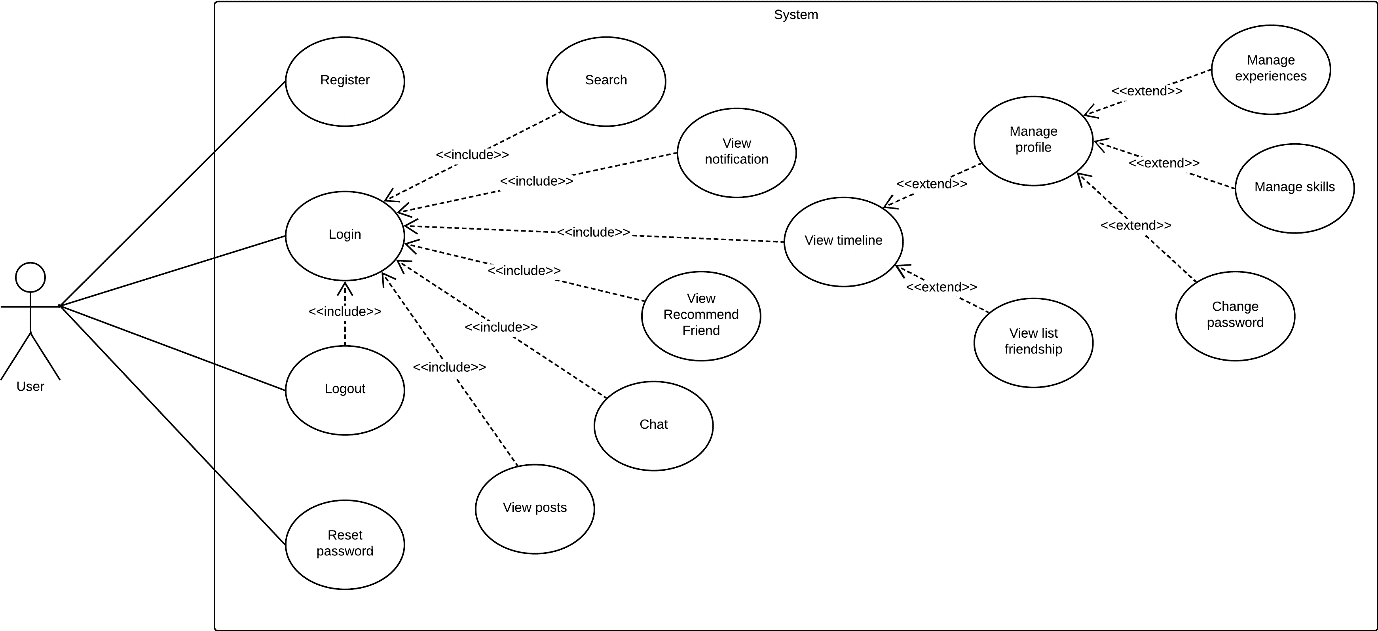 System
Register
Search
Manage
experiences
<<extend>>
Manage
profile
View
notification
<<include>>
<<extend>>
<<include>>
<<extend>>
Manage skills
Login
<<include>>
View timeline
<<extend>>
<<include>>
<<extend>>
<<include>>
View
Recommend
Friend
<<include>>
View list
friendship
Change
password
<<include>>
User
Logout
Chat
View posts
Reset
password